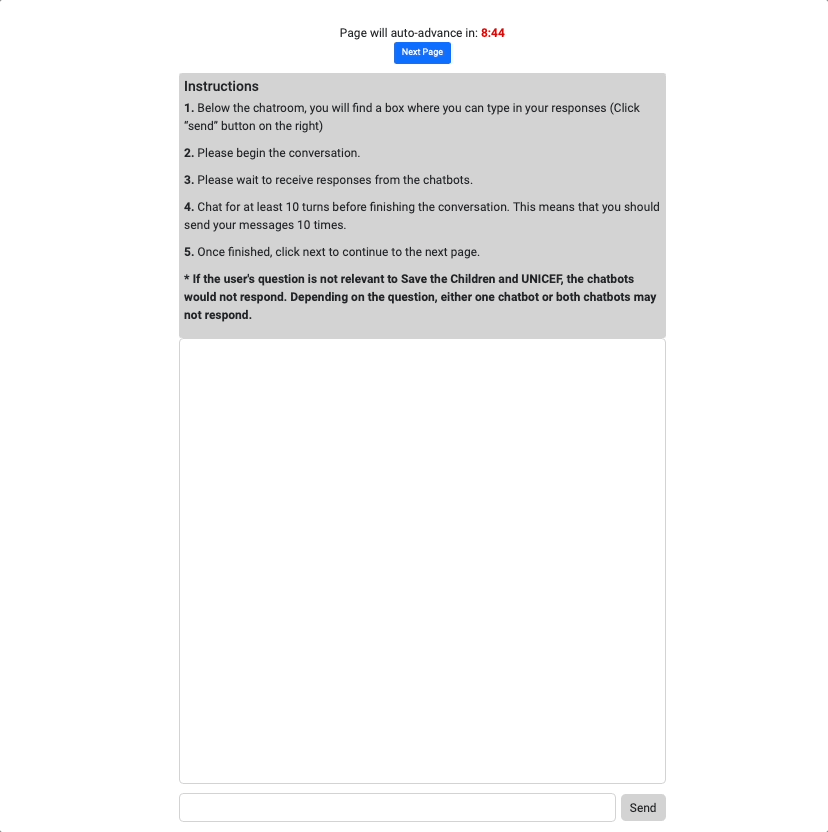 Page will auto-advance in: 8:44
Next Page
Instructions
1. Below the chatroom, you will find a box where you can type in your responses (Click
"send" button on the right)
2. Please begin the conversation.
3. Please wait to receive responses from the chatbots.
4. Chat for at least 10 turns before finishing the conversation. This means that you should
send your messages 10 times.
5. Once finished, click next to continue to the next page.
* If the user's question is not relevant to Save the Children and UNICEF, the chatbots
would not respond. Depending on the question, either one chatbot or both chatbots may
not respond.
Send